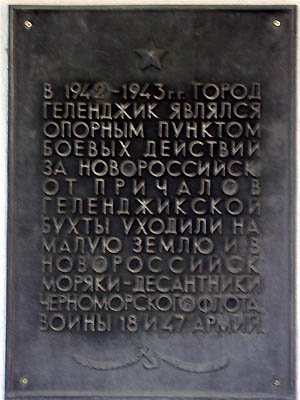 В 1942-1943 г.г. ГОРОД
ГЕЛЕНДЖИК ЯВЛЯЛСЯ
ОПОРНЫМ ПУНКТОМ
БОЕВЫХ ДЕЙСТВИЙ
ЗА НОВОРОССИЙСК
ОТ ПРИЧАЛОВ
ГЕЛЕНДЖИКСКОЙ
БУХТЫ УХОДИЛИ НА
МАЛУЮ ЗЕМЛЮ И В
НОВОРОССИЙСК
МОРЯКИ-ДЕСАНТНИКИ
ЧЕРНОМОРСКОГО ФЛОТА,
ВОИНЫ 18 И 47 АРМИЙ.